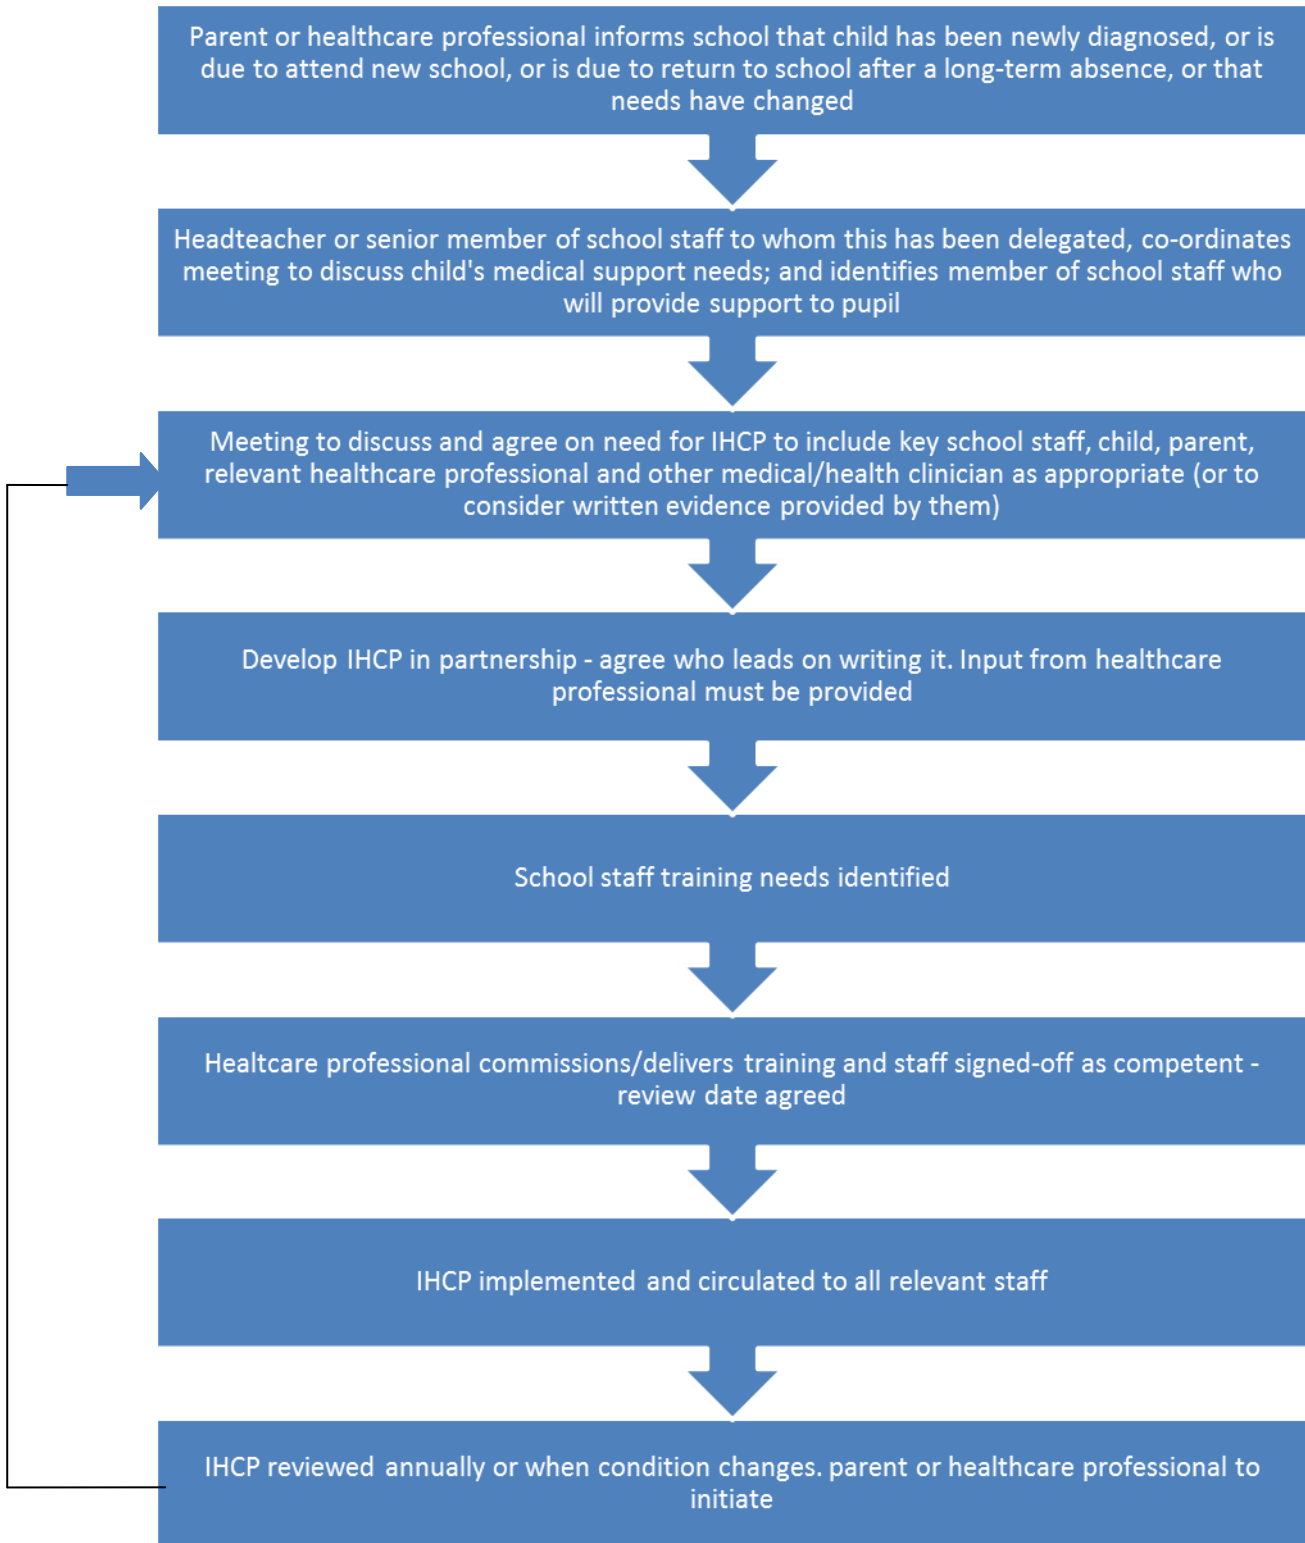 Parent or healthcare professional informs school that child has been newly diagnosed, or is
due to attend new school, or is due to return to school after a long-term absence, or that
needs have changed
Headteacher or senior member of school staff to whom this has been delegated, co-ordinates
meeting to discuss child's medical support needs; and identifies member of school staff who
will provide support to pupil
Meeting to discuss and agree on need for IHCP to include key school staff, child, parent,
relevant healthcare professional and other medical/health clinician as appropriate (or to
consider written evidence provided by them)
Develop IHCP in partnership - agree who leads on writing it. Input from healthcare
professional must be provided
School staff training needs identified
Healtcare professional commissions/delivers training and staff signed-off as competent -
review date agreed
IHCP implemented and circulated to all relevant staff
IHCP reviewed annually or when condition changes. parent or healthcare professional to
initiate